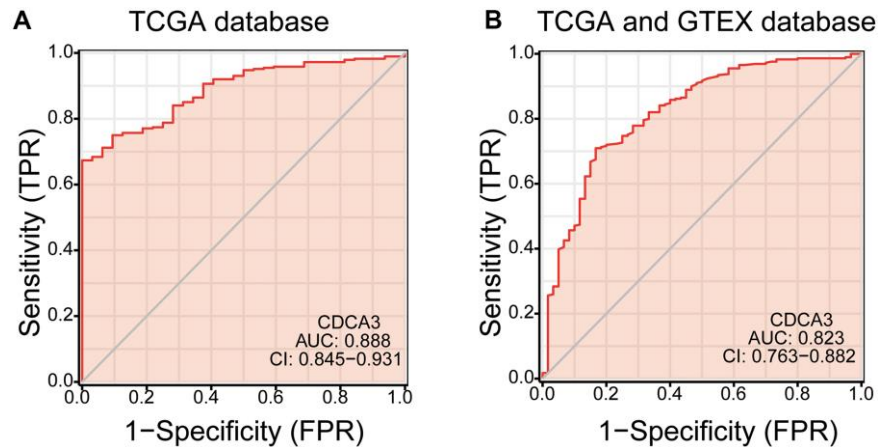 A
TCGA database
Sensitivity (TPR)
1.0
0.8
0.6
0.4
0.2
0.0
CDCA3
AUC: 0.888
CI: 0.845−0.931
0.0 0.2 0.4 0.6 0.8 1.0
1−Specificity (FPR)
B
TCGA and GTEX database
Sensitivity (TPR)
1.0
0.8
0.6
0.4
0.2
0.0
CDCA3
AUC: 0.823
CI: 0.763−0.882
0.0 0.2 0.4 0.6 0.8 1.0
1−Specificity (FPR)